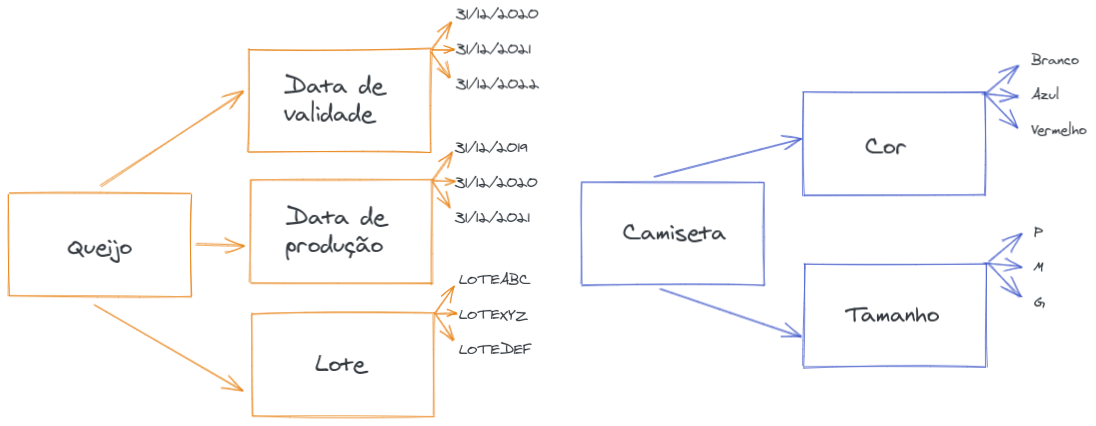 31/12/2020
31/12/2021
31/12/2022
Data de
validade
31/12/2019
31/12/2020
31/12/2021
Data de
produção
Queijo
LOTEABC
LOTEXYZ
LOTEDEF
Lote
Branco
Azul
Vermelho
Cor
Camiseta
P
M
G
Tamanho